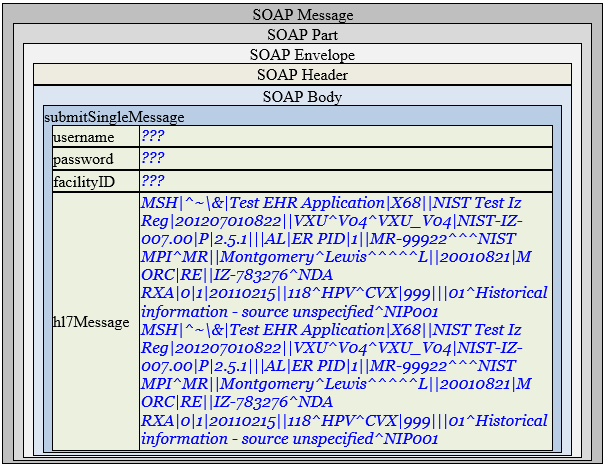 SOAP Message
SOAP Part
SOAP Envelope
SOAP Header
SOAP Body
submitSingleMessage
username ???
password ???
facilityID ???
hl7Message
MSH|^~\&|Test EHR Application|X68||NIST Test Iz
Reg|201207010822||VXU^V04^VXU_V04|NIST-IZ-
007.00|P|2.5.1|||AL|ER PID|1||MR-99922^^^NIST
MPI^MR||Montgomery^Lewis^^^^^L||20010821|M
ORC|RE||IZ-783276^NDA
RXA|0|1|20110215||118^HPV^CVX|999|||01^Historical
information - source unspecified^NIP001
MSH|^~\&|Test EHR Application|X68||NIST Test Iz
Reg|201207010822||VXU^V04^VXU_V04|NIST-IZ-
007.00|P|2.5.1|||AL|ER PID|1||MR-99922^^^NIST
MPI^MR||Montgomery^Lewis^^^^^L||20010821|M
ORC|RE||IZ-783276^NDA
RXA|0|1|20110215||118^HPV^CVX|999|||01^Historical
information - source unspecified^NIP001